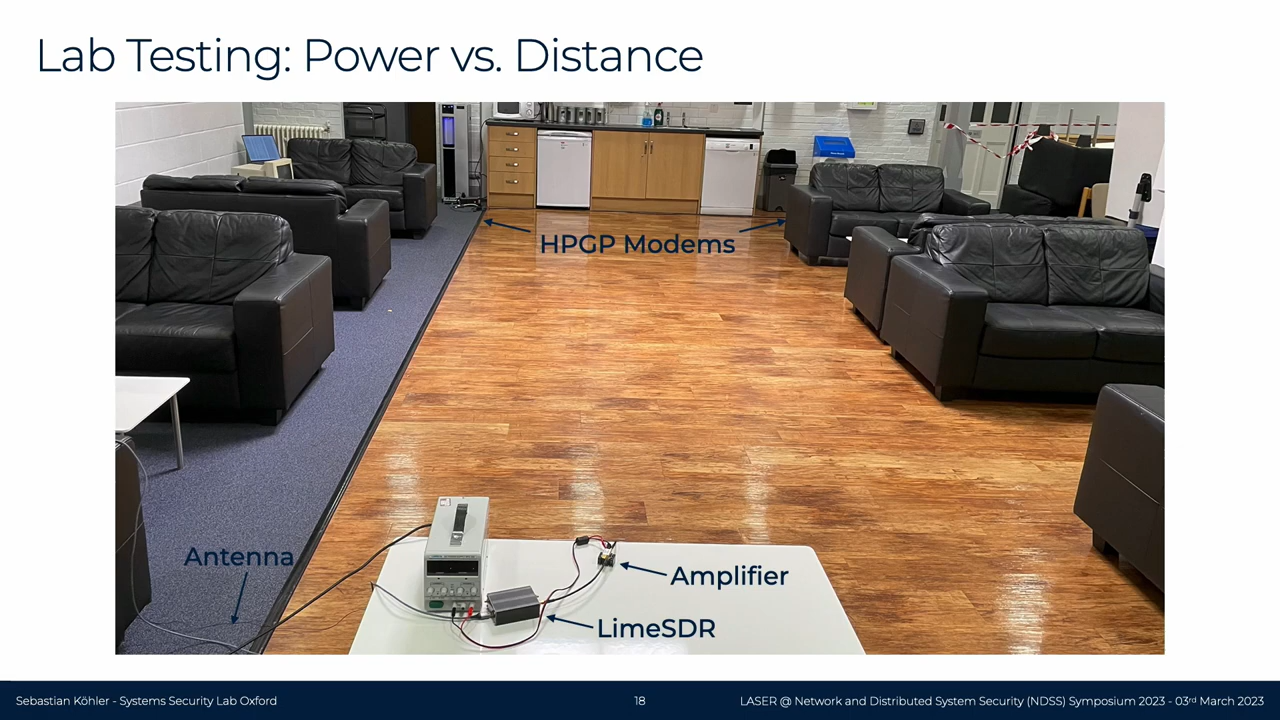 Lab Testing: Power vs. Distance
HPGP Modems
Antenna
Amplifier
LimeSDR
Sebastian Köhler - Systems Security Lab Oxford
18
LASER @ Network and Distributed System Security (NDSS) Symposium 2023 - 03rd March 2023